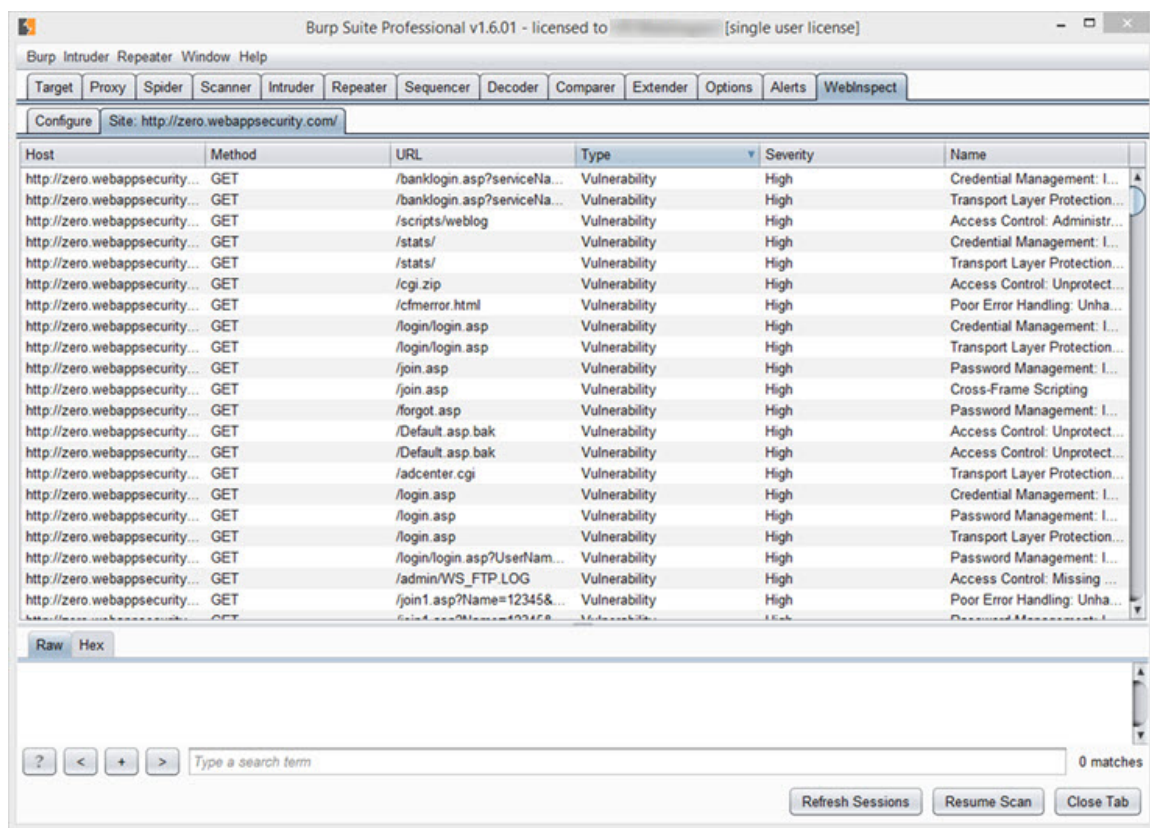 Burp Suite Professional v1.6.01 - licensed to [single user license]
Burp Intruder Repeater Window Help
Target Proxy Spider Scanner Intruder Repeater Sequencer Decoder Comparer Extender Options Alerts WebInspect
Configure Site: http://zero.webappsecurity.com/
Host Method URL Type Severity Name
http://zero.webappsecurity... GET /banklogin.asp?serviceNa... Vulnerability High Credential Management: I...
http://zero.webappsecurity... GET /banklogin.asp?serviceNa... Vulnerability High Transport Layer Protection...
http://zero.webappsecurity... GET /scripts/weblog Vulnerability High Access Control: Administr...
http://zero.webappsecurity... GET /stats/ Vulnerability High Credential Management: I...
http://zero.webappsecurity... GET /stats/ Vulnerability High Transport Layer Protection...
http://zero.webappsecurity... GET /cgi.zip Vulnerability High Access Control: Unprotect...
http://zero.webappsecurity... GET /cfmerror.html Vulnerability High Poor Error Handling: Unha...
http://zero.webappsecurity... GET /login/login.asp Vulnerability High Credential Management: I...
http://zero.webappsecurity... GET /login/login.asp Vulnerability High Transport Layer Protection...
http://zero.webappsecurity... GET /join.asp Vulnerability High Password Management: I...
http://zero.webappsecurity... GET /join.asp Vulnerability High Cross-Frame Scripting
http://zero.webappsecurity... GET /forgot.asp Vulnerability High Password Management: I...
http://zero.webappsecurity... GET /Default.asp.bak Vulnerability High Access Control: Unprotect...
http://zero.webappsecurity... GET /Default.asp.bak Vulnerability High Access Control: Unprotect...
http://zero.webappsecurity... GET /adcenter.cgi Vulnerability High Transport Layer Protection...
http://zero.webappsecurity... GET /login.asp Vulnerability High Credential Management: I...
http://zero.webappsecurity... GET /login.asp Vulnerability High Password Management: I...
http://zero.webappsecurity... GET /login.asp Vulnerability High Transport Layer Protection...
http://zero.webappsecurity... GET /login/login.asp?UserNam... Vulnerability High Password Management: I...
http://zero.webappsecurity... GET /admin/WS_FTP.LOG Vulnerability High Access Control: Missing ...
http://zero.webappsecurity... GET /join1.asp?Name=12345&... Vulnerability High Poor Error Handling: Unha...
Raw Hex
? < + > Type a search term 0 matches
Refresh Sessions Resume Scan Close Tab